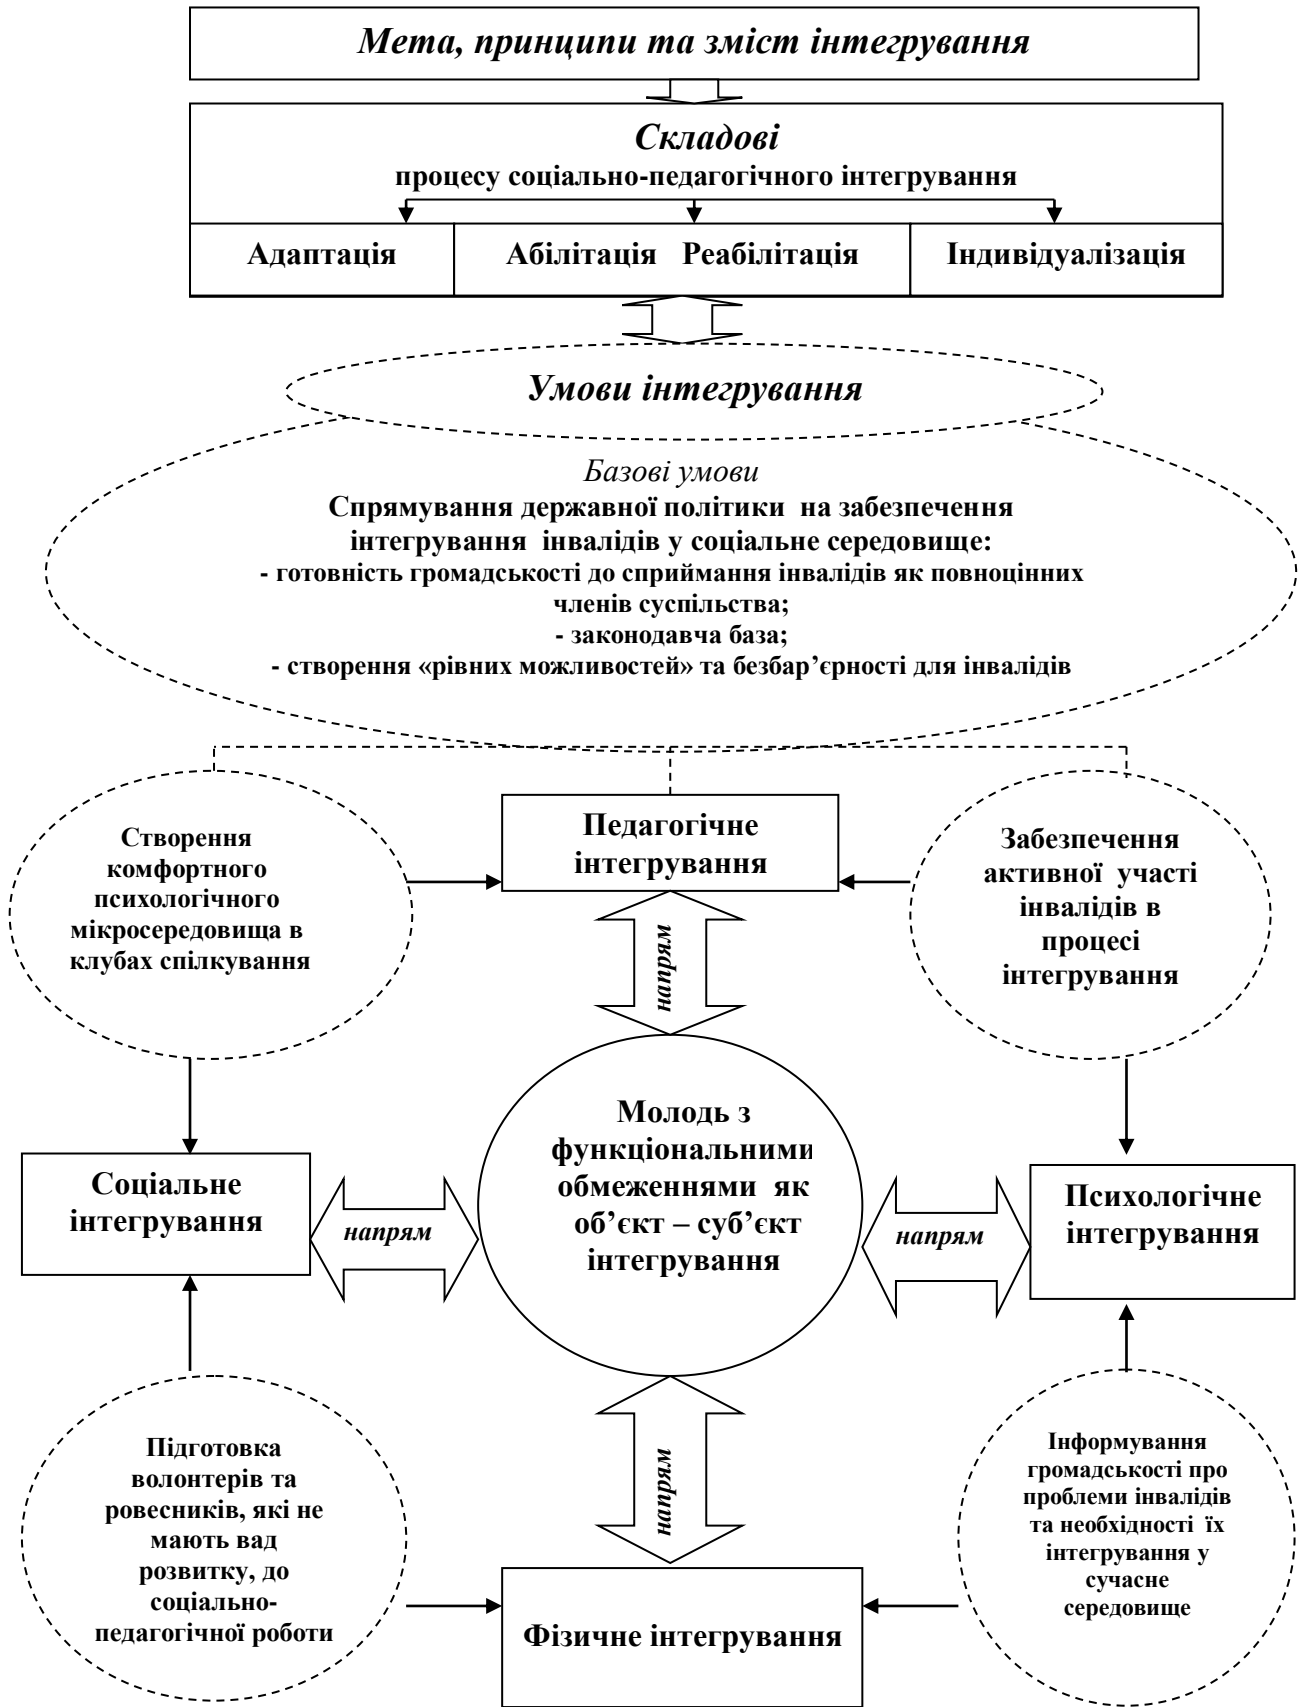 Мета, принципи та зміст інтегрування
Складові
процесу соціально-педагогічного інтегрування
Адаптація
Абілітація Реабілітація
Індивідуалізація
Умови інтегрування
Базові умови
Спрямування державної політики на забезпечення
інтегрування інвалідів у соціальне середовище:
- готовність громадськості до сприймання інвалідів як повноцінних
членів суспільства;
- законодавча база;
- створення «рівних можливостей» та безбар’єрності для інвалідів
Створення
комфортного
психологічного
мікросередовища в
клубах спілкування
Педагогічне
інтегрування
Забезпечення
активної участі
інвалідів в
процесі
інтегрування
напрям
Молодь з
функціональними
обмеженнями як
об’єкт – суб’єкт
інтегрування
Соціальне
інтегрування
напрям
напрям
Психологічне
інтегрування
напрям
Підготовка
волонтерів та
ровесників, які не
мають вад
розвитку, до
соціально-
педагогічної роботи
Інформування
громадськості про
проблеми інвалідів
та необхідності їх
інтегрування у
сучасне
середовище
Фізичне інтегрування